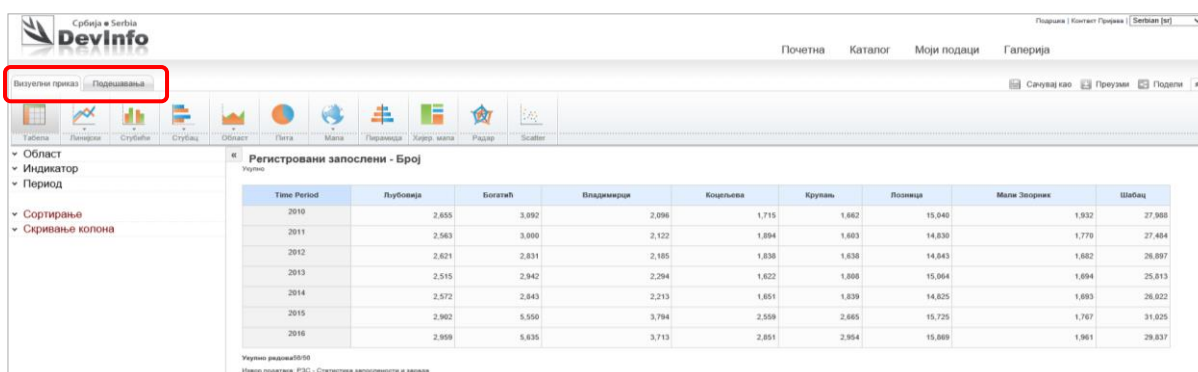 Србија Serbia
DevInfo
Подршка | Контакт Пријава | Serbian [sr]
Почетна Каталог Моји подаци Галерија
Визуелни приказ Подешавања
Сачувај као Преузми Подели
Табела Линијски Стубићи Стубац Област Пита Мапа Пирамида Хијер. мапа Радар Scatter
Област
Индикатор
Период
Сортирање
Скривање колона
« Регистровани запослени - Број
Укупно
Time Period Љубовија Богатић Владимирци Коцељева Крупањ Лозница Мали Зворник Шабац
2010 2,655 3,092 2,096 1,715 1,662 15,040 1,932 27,988
2011 2,563 3,000 2,122 1,894 1,603 14,830 1,770 27,484
2012 2,621 2,831 2,185 1,838 1,638 14,843 1,682 26,897
2013 2,515 2,942 2,294 1,622 1,808 15,064 1,694 25,813
2014 2,572 2,843 2,213 1,651 1,839 14,825 1,693 26,022
2015 2,902 5,550 3,794 2,559 2,665 15,725 1,767 31,025
2016 2,959 5,635 3,713 2,851 2,954 15,869 1,961 29,837
Укупно редова50/50
Извор података: РЗС - Статистика запослености и зарада